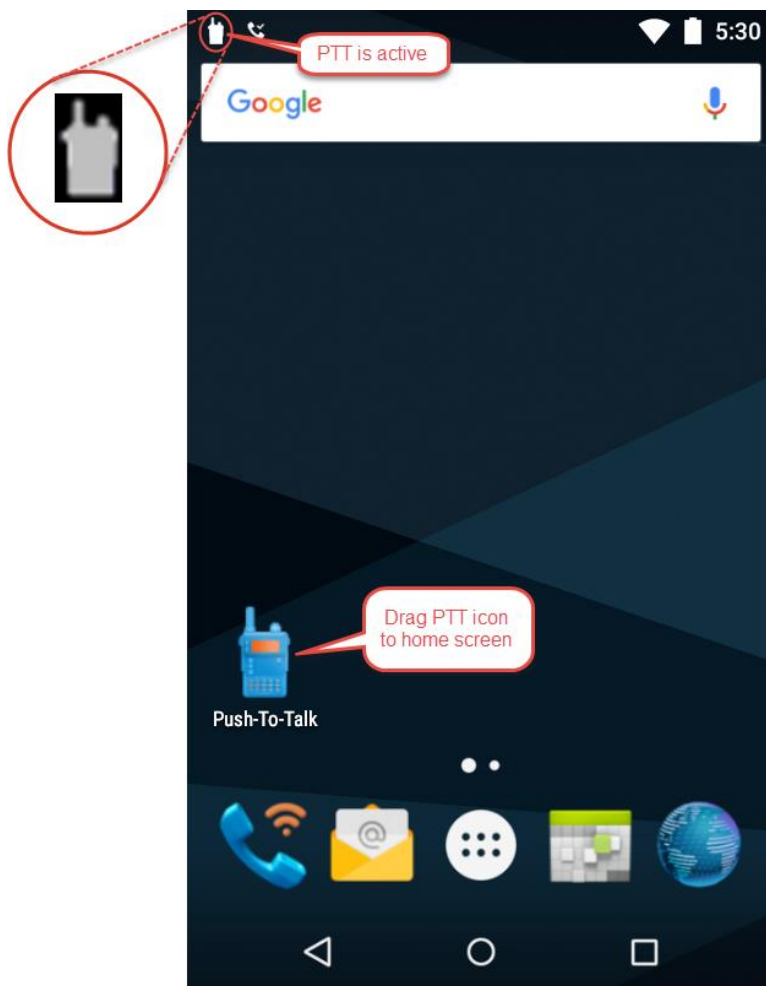 PTT is active
5:30
Google
Drag PTT icon
to home screen
Push-To-Talk
@